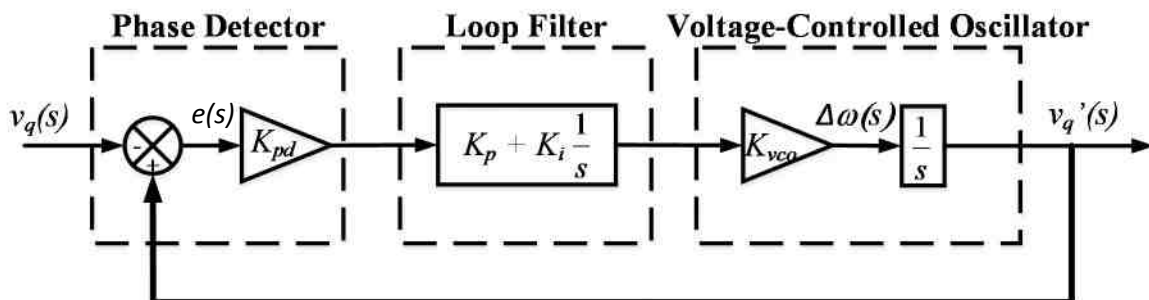 Phase Detector
Loop Filter
Voltage-Controlled Oscillator
v_q(s)
e(s)
K_pd
K_p + K_i 1/s
K_vco
Δω(s)
1/s
v_q’(s)
-
+